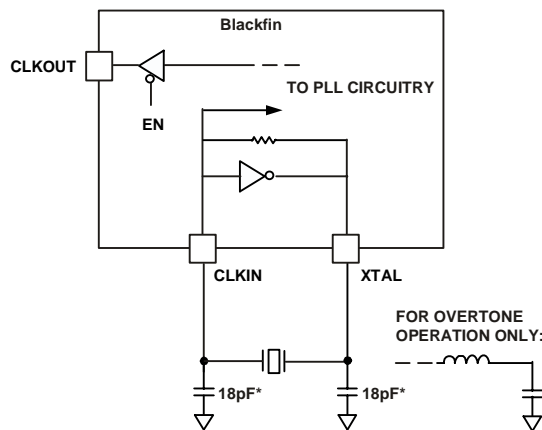 Blackfin
CLKOUT
TO PLL CIRCUITRY
EN
CLKIN
XTAL
FOR OVERTONE
OPERATION ONLY:
18pF*
18pF*